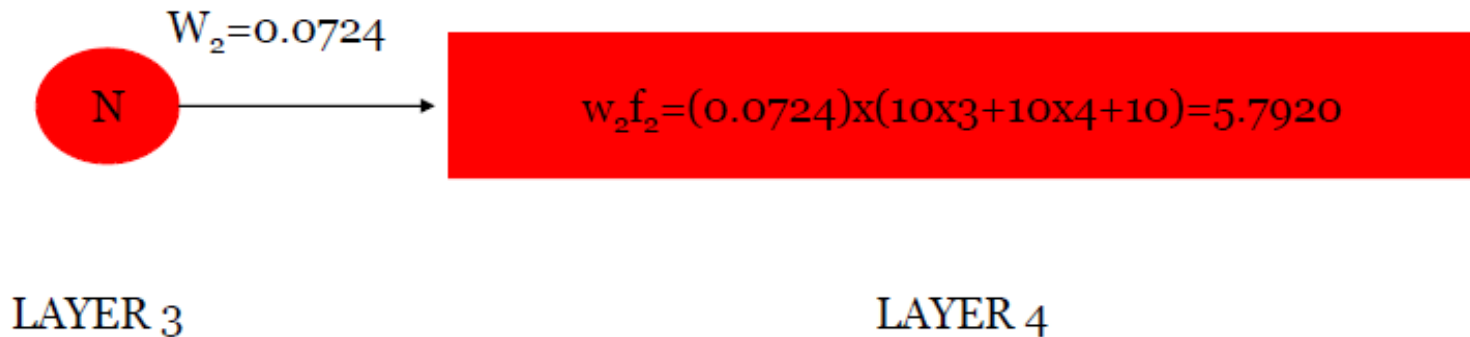 W₂=0.0724
N
w₂f₂=(0.0724)x(10x3+10x4+10)=5.7920
LAYER 3
LAYER 4